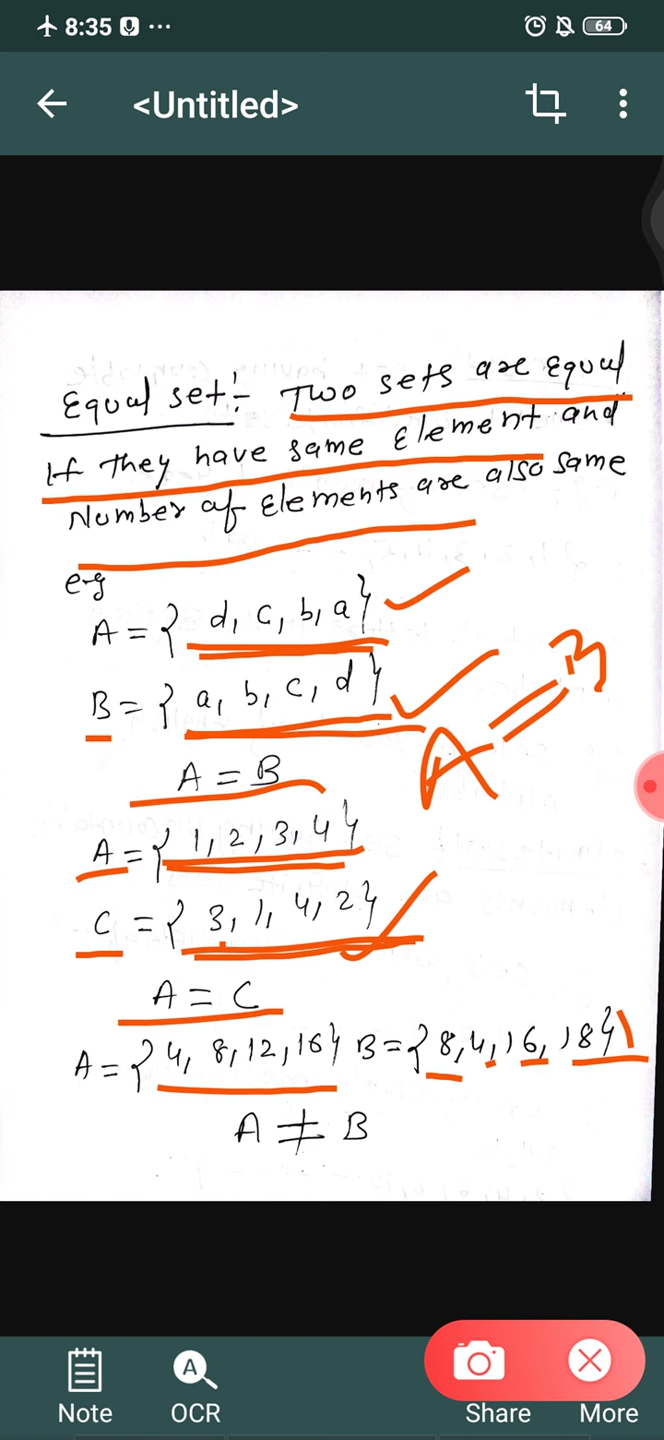 8:35 ...
64
<Untitled>
Equal set:- Two sets are Equal
If they have same Element and
Number of Elements are also same
e.g
A = { d, c, b, a }
B = { a, b, c, d }
A = B
A = B
A = { 1, 2, 3, 4 }
C = { 3, 1, 4, 2 }
A = C
A = { 4, 8, 12, 16 } B = { 8, 4, 16, 18 }
A ≠ B
A
Note OCR Share More